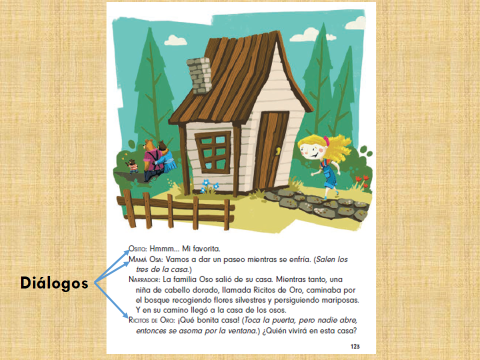 Diálogos
OSITO: Hmmm... Mi favorita.
MAMÁ OSA: Vamos a dar un paseo mientras se enfría. (Salen los
tres de la casa.)
NARRADOR: La familia Oso salió de su casa. Mientras tanto, una
niña de cabello dorado, llamada Ricitos de Oro, caminaba por
el bosque recogiendo flores silvestres y persiguiendo mariposas.
Y en su camino llegó a la casa de los osos.
RICITOS DE ORO: ¡Qué bonita casa! (Toca la puerta, pero nadie abre,
entonces se asoma por la ventana.) ¿Quién vivirá en esta casa?
123